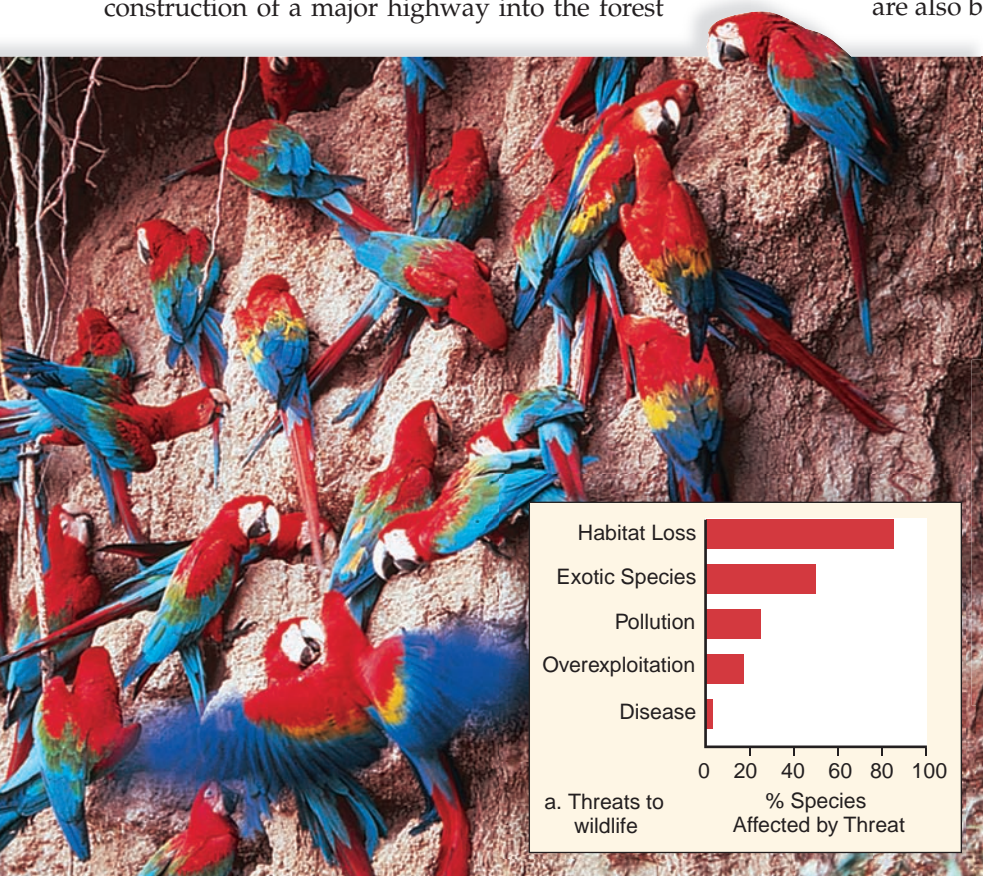 construction of a major highway into the forest
are also b
Habitat Loss
Exotic Species
Pollution
Overexploitation
Disease
0 20 40 60 80 100
% Species
Affected by Threat
a. Threats to
wildlife